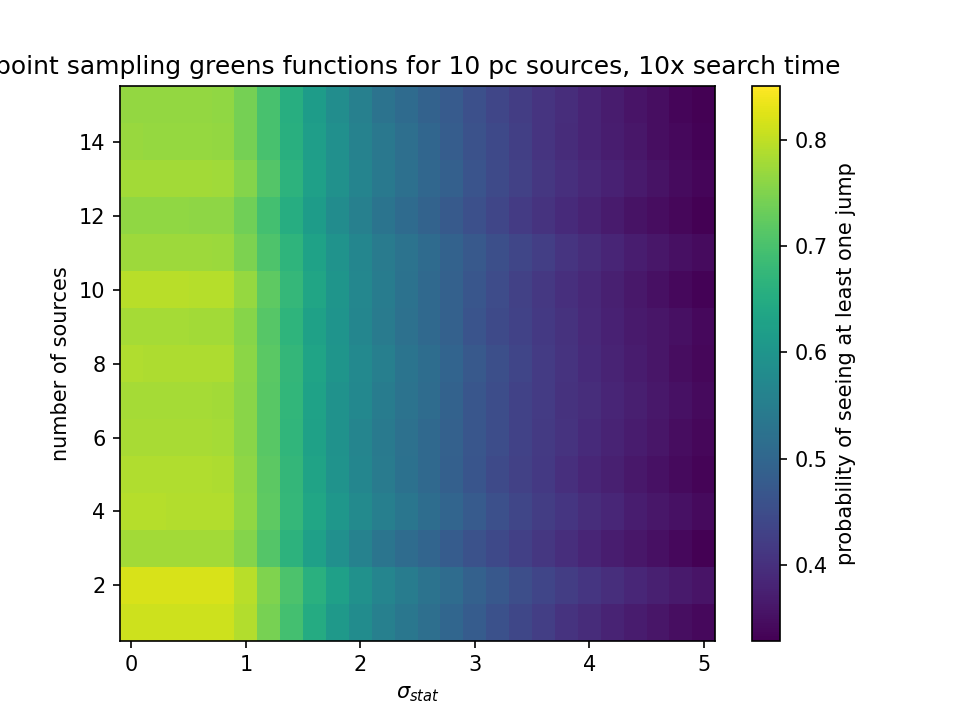 point sampling greens functions for 10 pc sources, 10x search time
14
12
10
8
6
4
2
number of sources
0 1 2 3 4 5
σstat
0.8
0.7
0.6
0.5
0.4
probability of seeing at least one jump